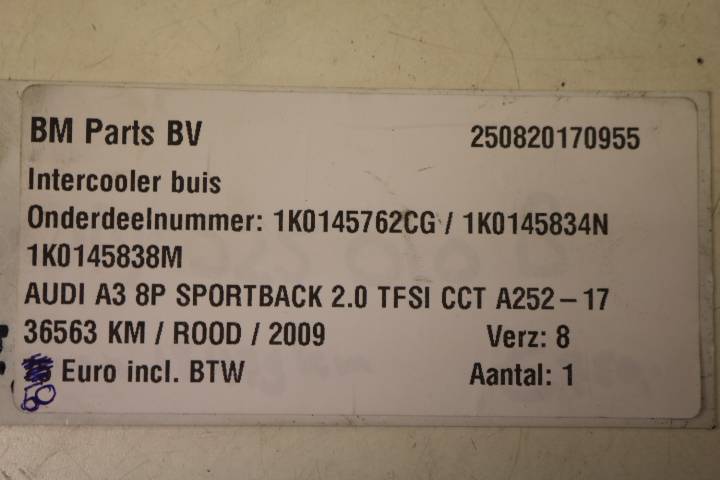 BM Parts BV 250820170955
Intercooler buis
Onderdeelnummer: 1K0145762CG / 1K0145834N
1K0145838M
AUDI A3 8P SPORTBACK 2.0 TFSI CCT A252-17
36563 KM / ROOD / 2009 Verz: 8
Euro incl. BTW Aantal: 1
50